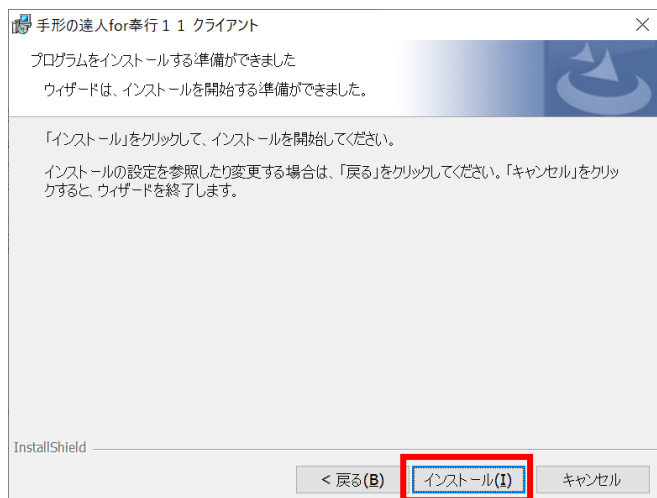 手形の達人for奉行１１ クライアント
プログラムをインストールする準備ができました
ウィザードは、インストールを開始する準備ができました。
「インストール」をクリックして、インストールを開始してください。
インストールの設定を参照したり変更する場合は、「戻る」をクリックしてください。「キャンセル」をクリッ
クすると、ウィザードを終了します。
InstallShield
< 戻る(B)
インストール(I)
キャンセル